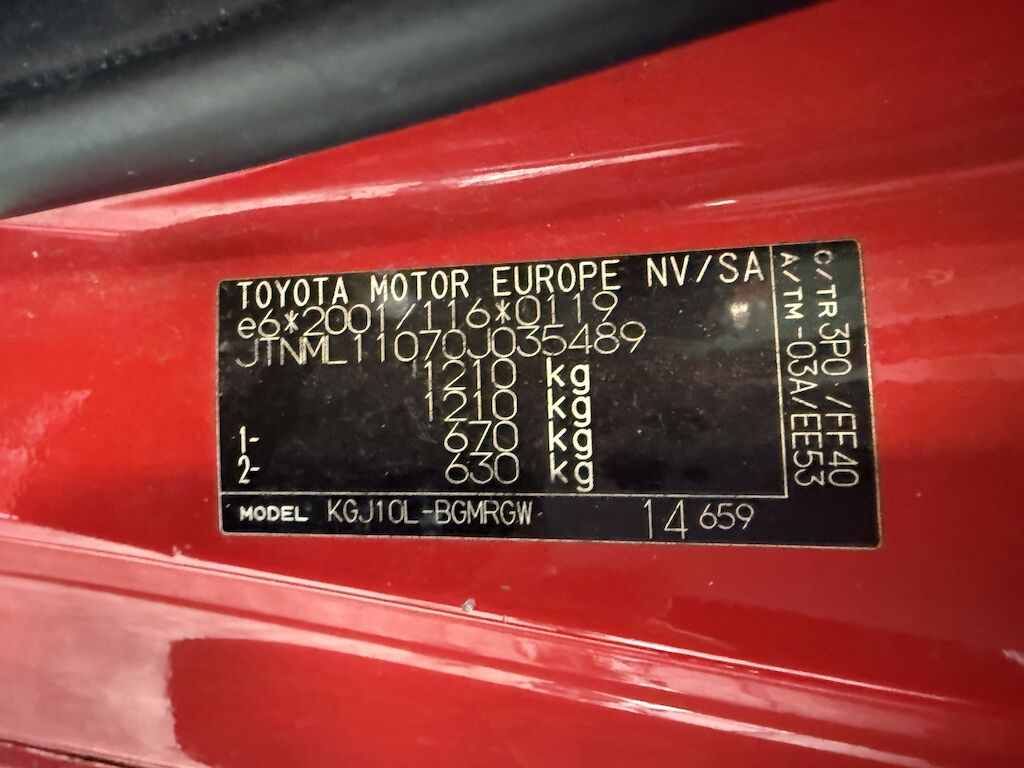 TOYOTA MOTOR EUROPE NV/SA
e6*2001/116*0119
JTNML11070J035489
1210 kg
1210 kg
1- 670 kg
2- 630 kg
MODEL KGJ10L-BGMRGW
14 659
C/TR 3P0 /EF40
A/TM -03A/EE53